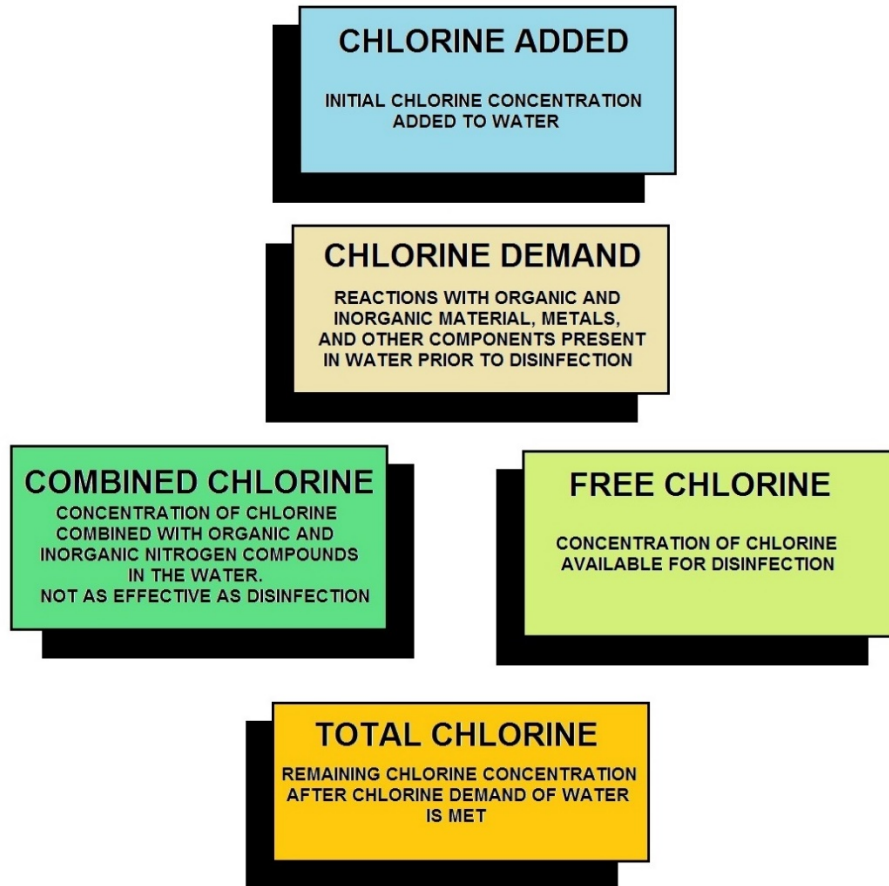 CHLORINE ADDED
INITIAL CHLORINE CONCENTRATION
ADDED TO WATER
CHLORINE DEMAND
REACTIONS WITH ORGANIC AND
INORGANIC MATERIAL, METALS,
AND OTHER COMPONENTS PRESENT
IN WATER PRIOR TO DISINFECTION
COMBINED CHLORINE
CONCENTRATION OF CHLORINE
COMBINED WITH ORGANIC AND
INORGANIC NITROGEN COMPOUNDS
IN THE WATER.
NOT AS EFFECTIVE AS DISINFECTION
FREE CHLORINE
CONCENTRATION OF CHLORINE
AVAILABLE FOR DISINFECTION
TOTAL CHLORINE
REMAINING CHLORINE CONCENTRATION
AFTER CHLORINE DEMAND OF WATER
IS MET